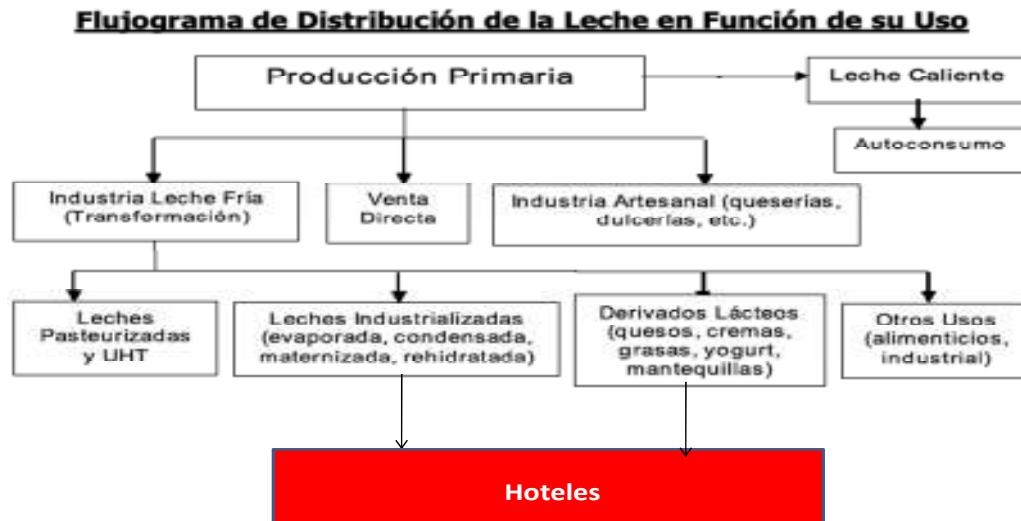 Flujograma de Distribución de la Leche en Función de su Uso
Producción Primaria
Leche Caliente
Autoconsumo
Industria Leche Fría
(Transformación)
Venta
Directa
Industria Artesanal (queserías,
dulcerías, etc.)
Leches
Pasteurizadas
y UHT
Leches Industrializadas
(evaporada, condensada,
maternizada, rehidratada)
Derivados Lácteos
(quesos, cremas,
grasas, yogurt,
mantequillas)
Otros Usos
(alimenticios,
industrial)
Hoteles